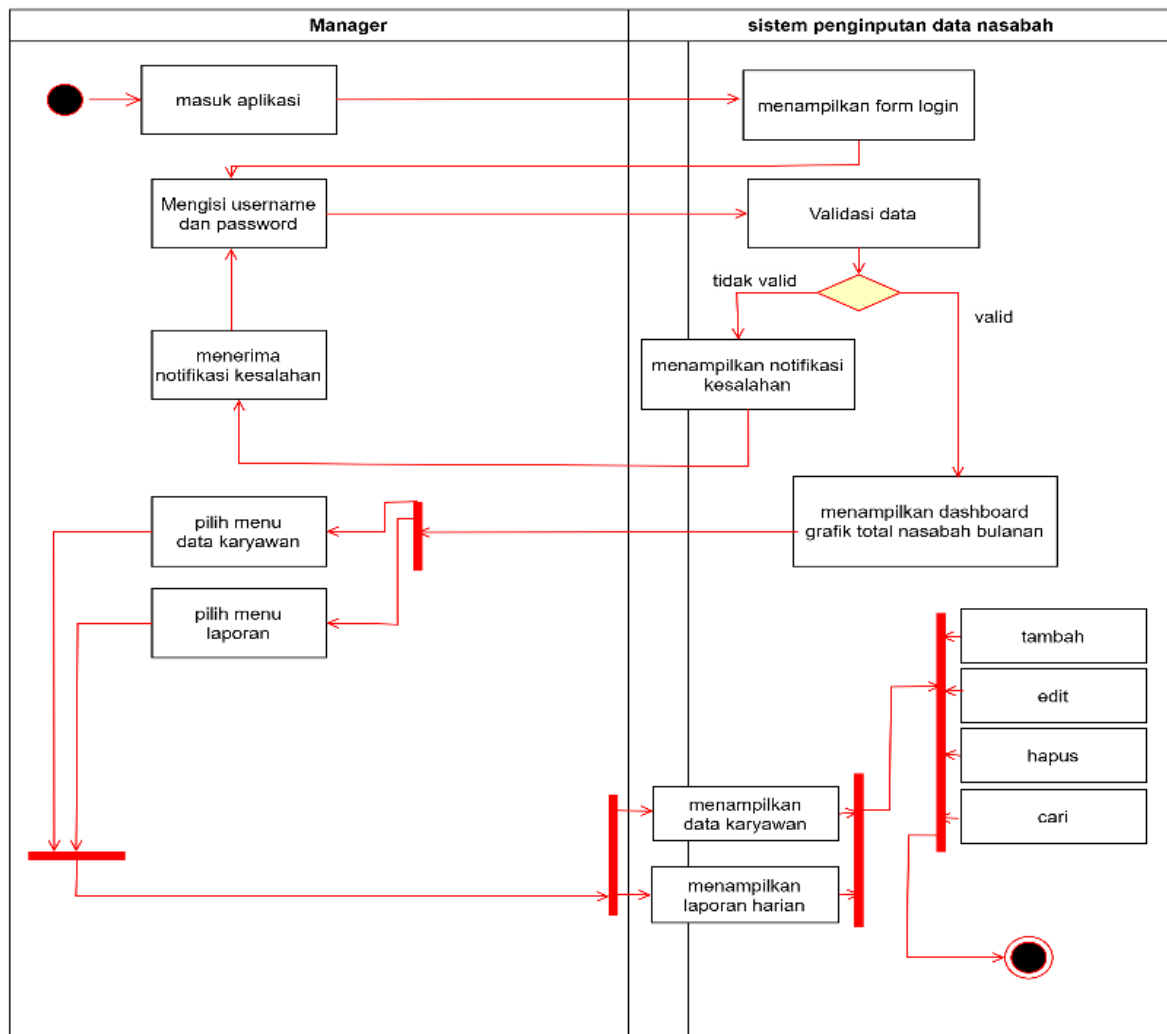 Manager
sistem penginputan data nasabah
masuk aplikasi
menampilkan form login
Mengisi username
dan password
Validasi data
tidak valid
valid
menerima
notifikasi kesalahan
menampilkan notifikasi
kesalahan
pilih menu
data karyawan
menampilkan dashboard
grafik total nasabah bulanan
pilih menu
laporan
tambah
edit
hapus
cari
menampilkan
data karyawan
menampilkan
laporan harian